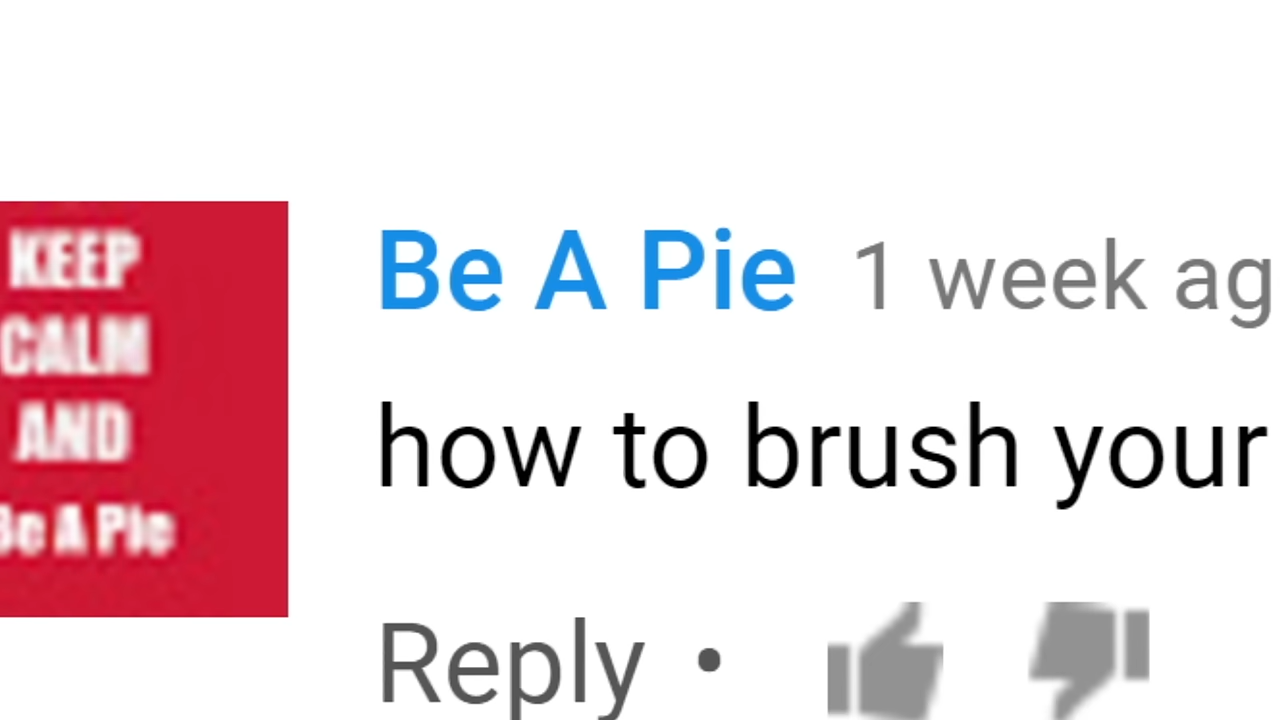 KEEP
CALM
AND
Be A Pie
Be A Pie 1 week ag
how to brush your
Reply •